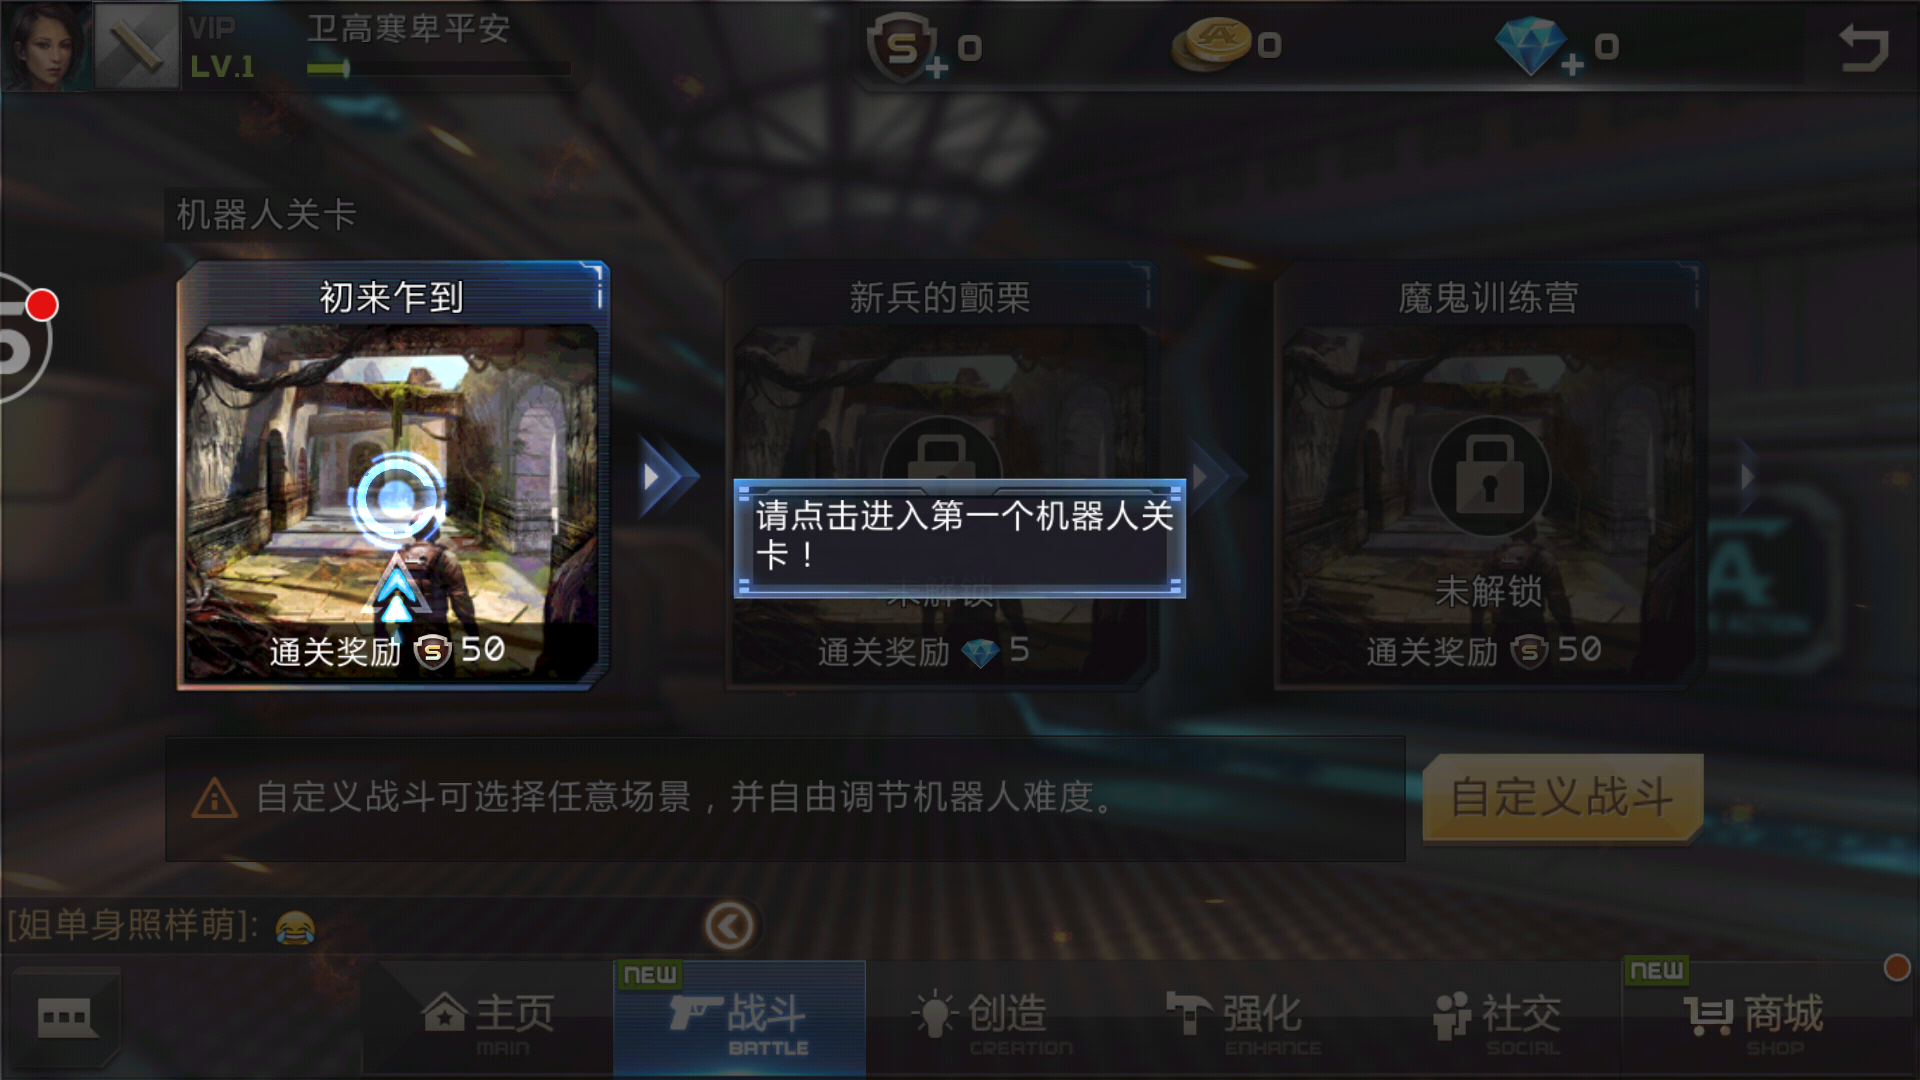 VIP
LV.1
卫高寒卑平安
S
0
0
0
机器人关卡
初来乍到
新兵的颤栗
魔鬼训练营
请点击进入第一个机器人关
卡！
未解锁
未解锁
通关奖励 S 50
通关奖励 5
通关奖励 S 50
自定义战斗可选择任意场景，并自由调节机器人难度。
自定义战斗
[姐单身照样萌]: 😂
主页
MAIN
NEW
战斗
BATTLE
创造
CREATION
强化
ENHANCE
社交
SOCIAL
NEW
商城
SHOP